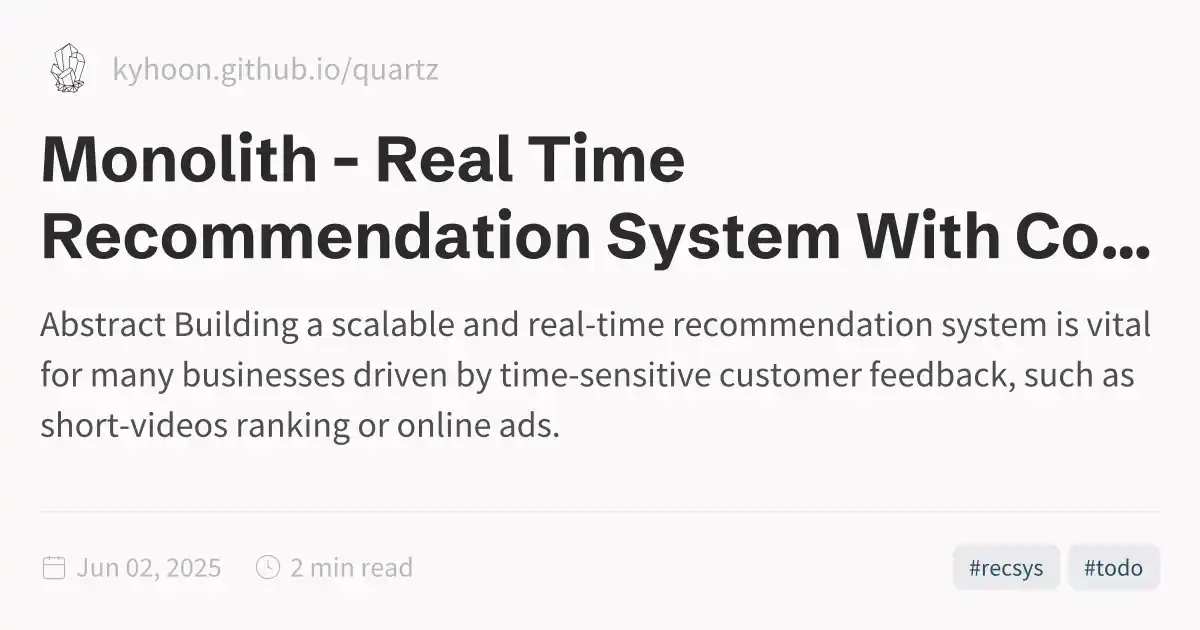 kyhoon.github.io/quartz
Monolith - Real Time
Recommendation System With Co...
Abstract Building a scalable and real-time recommendation system is vital
for many businesses driven by time-sensitive customer feedback, such as
short-videos ranking or online ads.
Jun 02, 2025 2 min read #recsys #todo